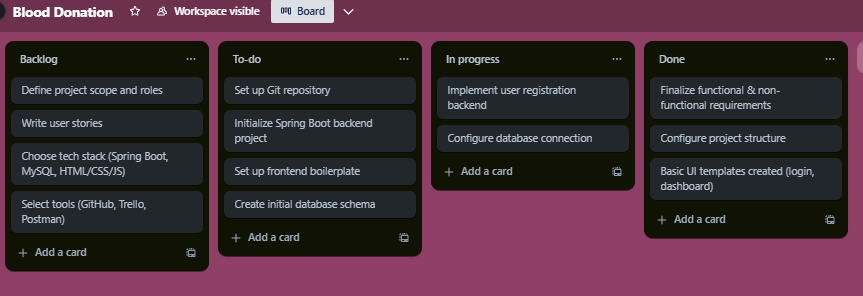 Blood Donation
Workspace visible
Board
Backlog
Define project scope and roles
Write user stories
Choose tech stack (Spring Boot,
MySQL, HTML/CSS/JS)
Select tools (GitHub, Trello,
Postman)
Add a card
To-do
Set up Git repository
Initialize Spring Boot backend
project
Set up frontend boilerplate
Create initial database schema
Add a card
In progress
Implement user registration
backend
Configure database connection
Add a card
Done
Finalize functional & non-
functional requirements
Configure project structure
Basic UI templates created (login,
dashboard)
Add a card